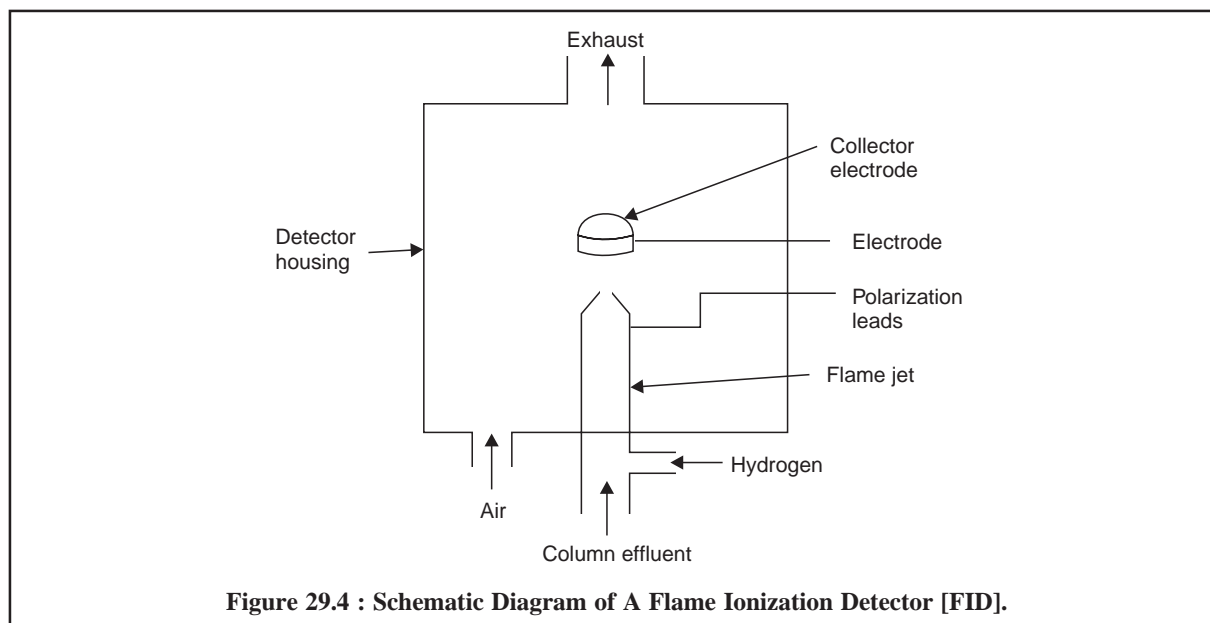 Exhaust
Collector
electrode
Detector
housing
Electrode
Polarization
leads
Flame jet
Hydrogen
Air
Column effluent
Figure 29.4 : Schematic Diagram of A Flame Ionization Detector [FID].